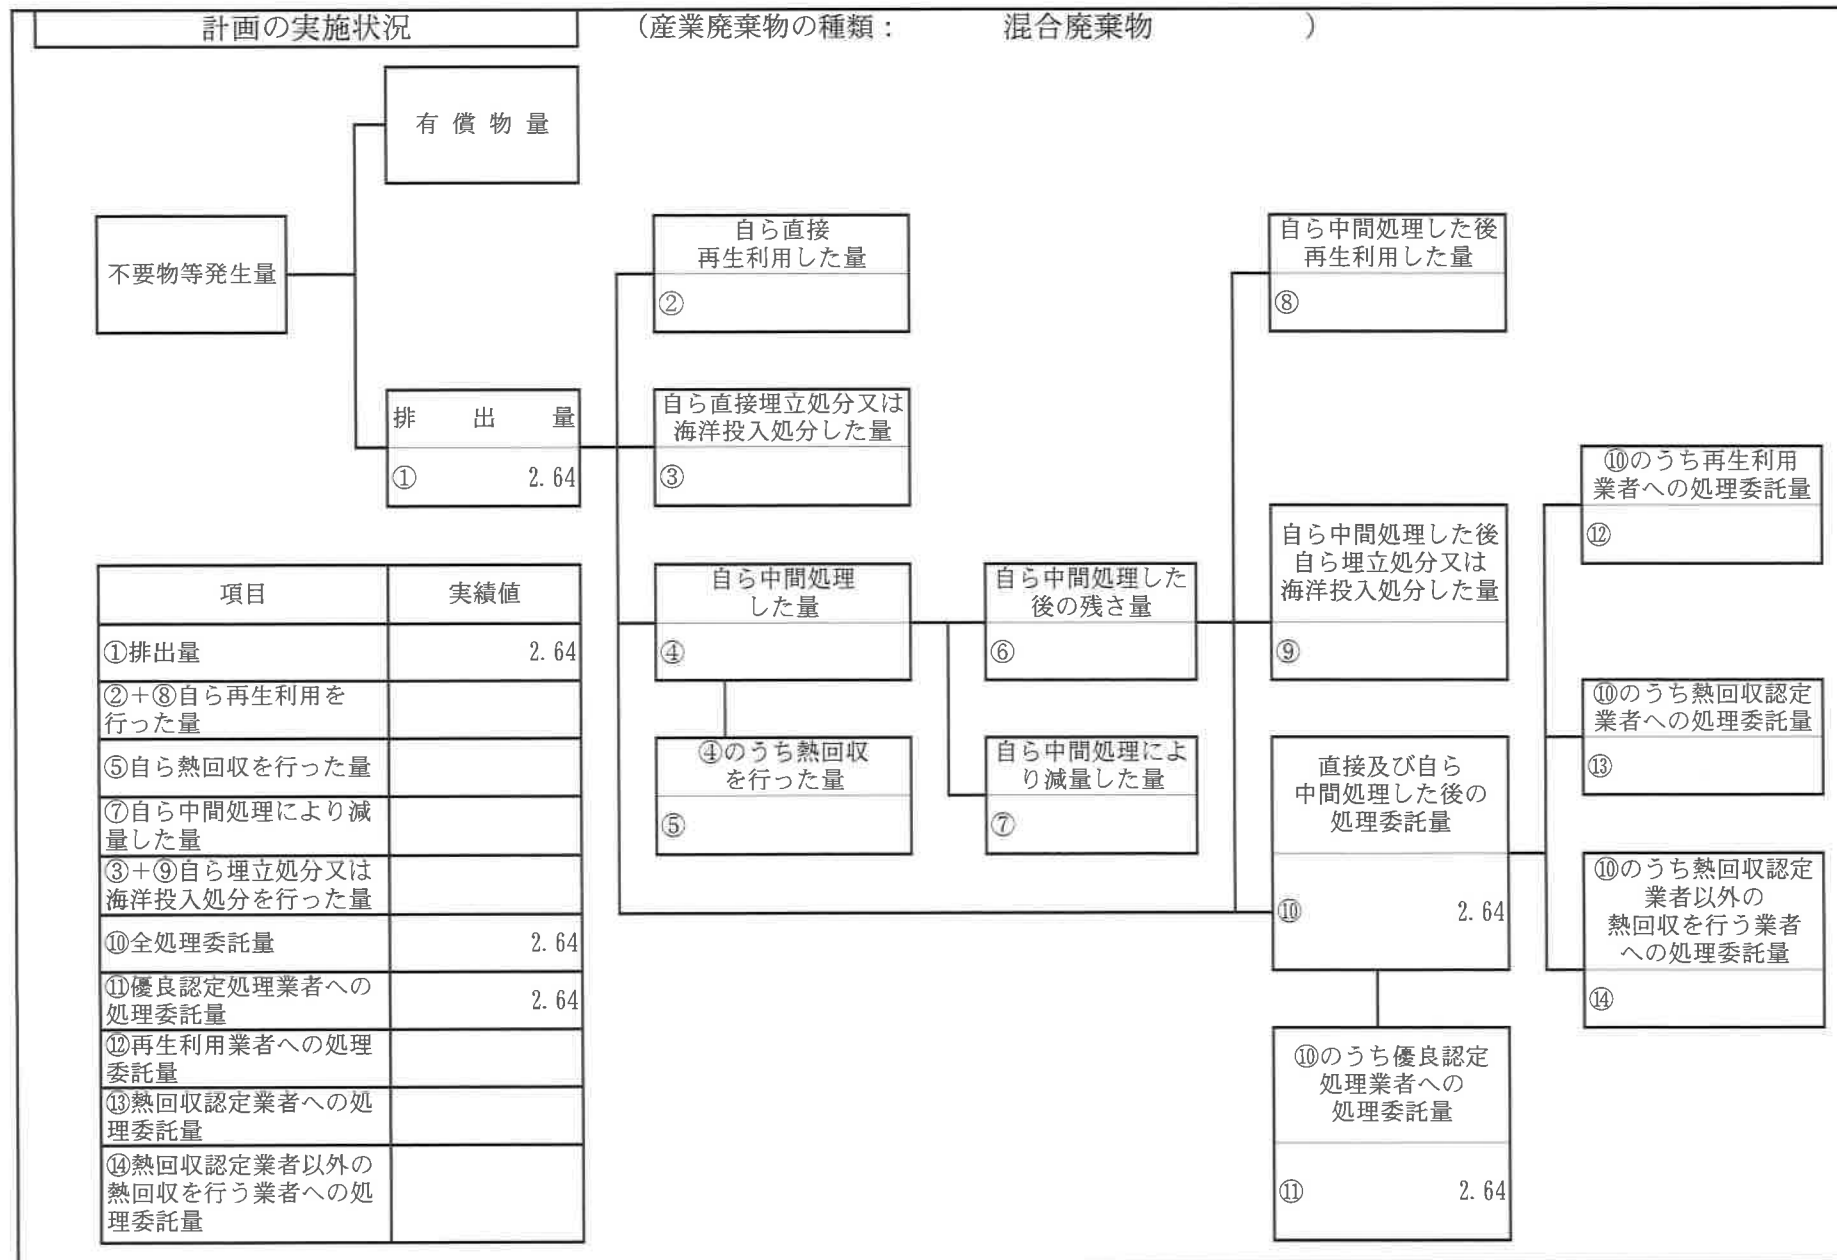 計画の実施状況
(産業廃棄物の種類: 混合廃棄物 )
有償物量
不要物等発生量
排出量
① 2.64
自ら直接
再生利用した量
②
自ら直接埋立処分又は
海洋投入処分した量
③
自ら中間処理
した量
④
④のうち熱回収
を行った量
⑤
自ら中間処理した
後の残さ量
⑥
自ら中間処理によ
り減量した量
⑦
自ら中間処理した後
再生利用した量
⑧
自ら中間処理した後
自ら埋立処分又は
海洋投入処分した量
⑨
直接及び自ら
中間処理した後の
処理委託量
⑩ 2.64
⑩のうち優良認定
処理業者への
処理委託量
⑪ 2.64
⑩のうち再生利用
業者への処理委託量
⑫
⑩のうち熱回収認定
業者への処理委託量
⑬
⑩のうち熱回収認定
業者以外の
熱回収を行う業者
への処理委託量
⑭
項目 実績値
①排出量 2.64
②+⑧自ら再生利用を
行った量
⑤自ら熱回収を行った量
⑦自ら中間処理により減
量した量
③+⑨自ら埋立処分又は
海洋投入処分を行った量
⑩全処理委託量 2.64
⑪優良認定処理業者への
処理委託量 2.64
⑫再生利用業者への処理
委託量
⑬熱回収認定業者への処
理委託量
⑭熱回収認定業者以外の
熱回収を行う業者への処
理委託量